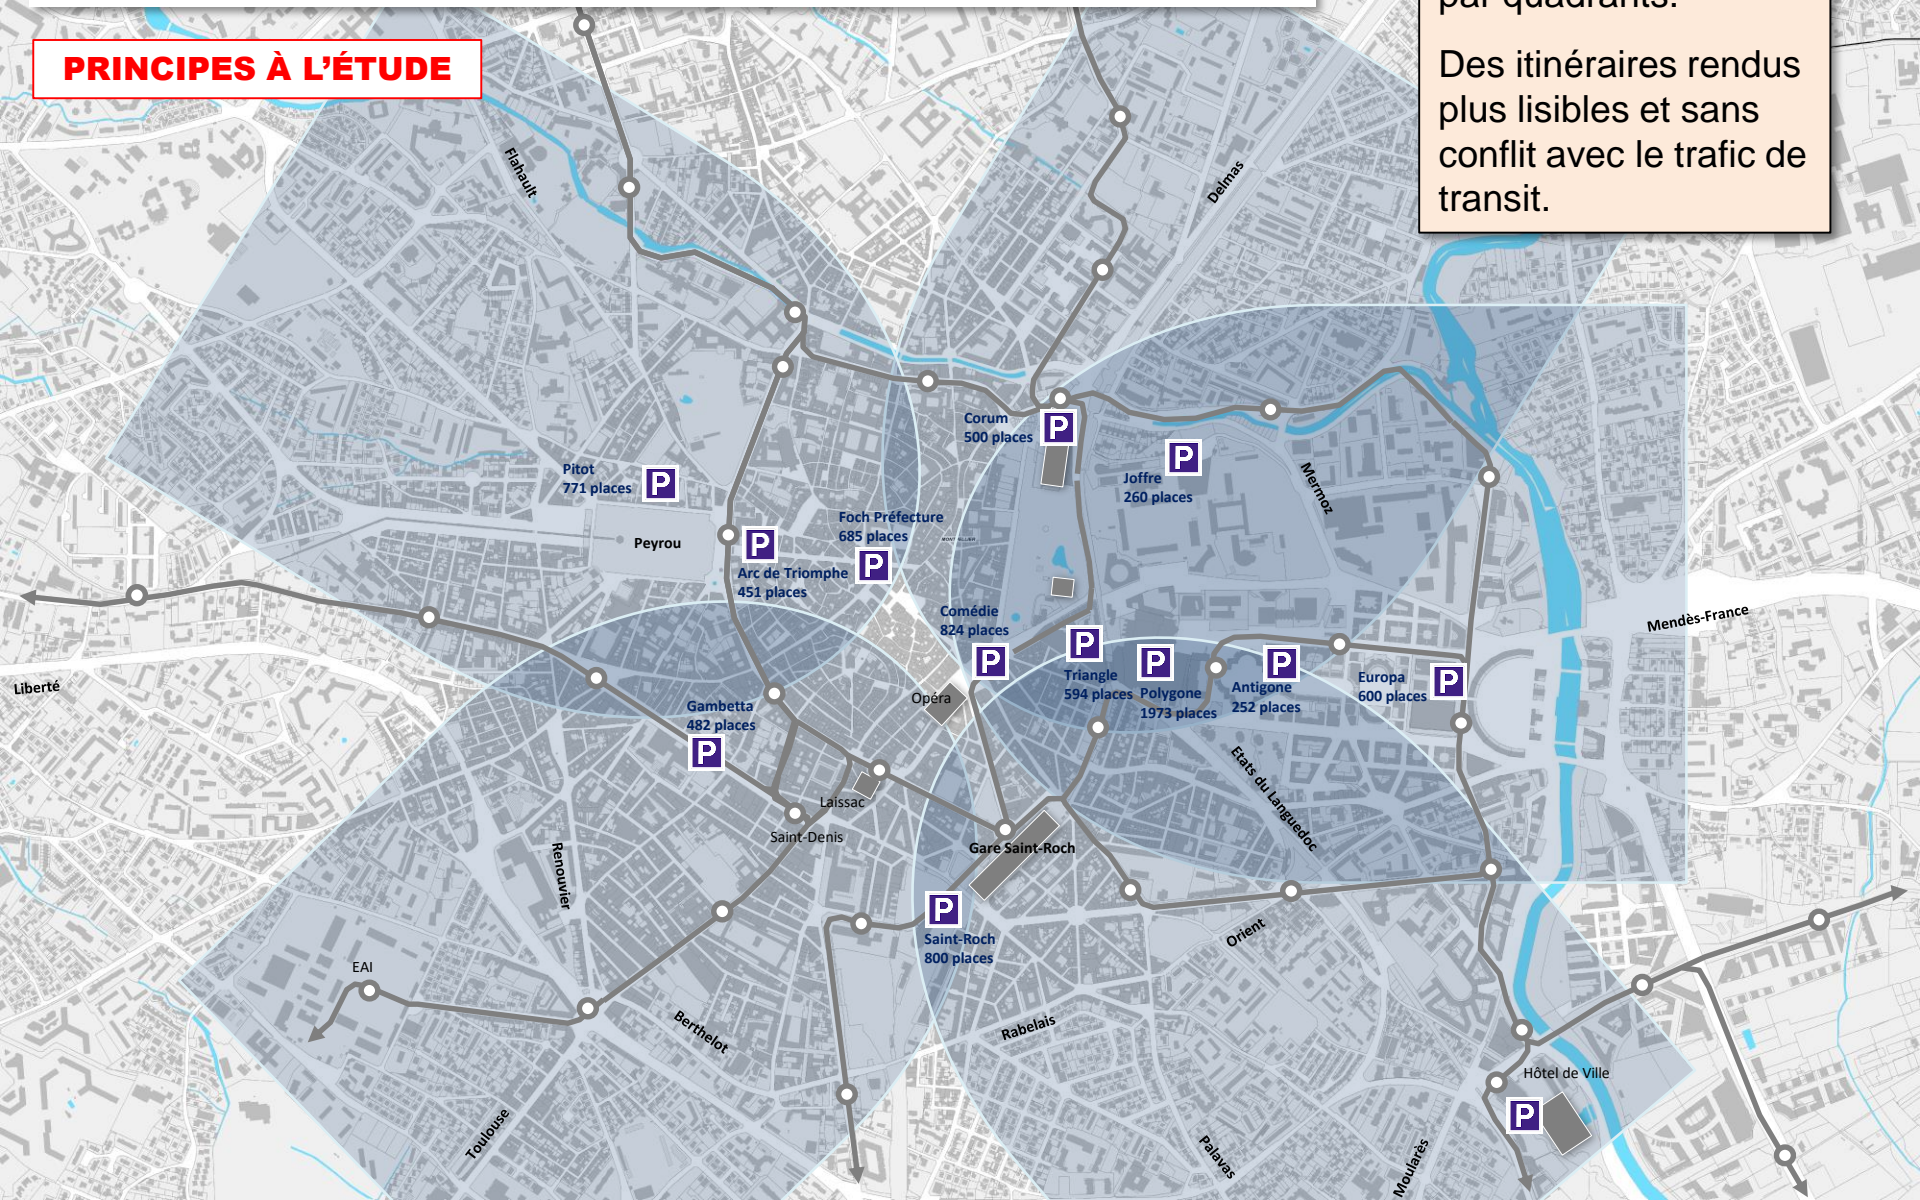 par quadrants.
Des itinéraires rendus
plus lisibles et sans
conflit avec le trafic de
transit.
PRINCIPES À L'ÉTUDE
Flahault
Delmas
Corum
500 places
P
Joffre
260 places
P
Mermoz
Pitot
771 places
P
Foch Préfecture
685 places
P
MONTPELLIER
Peyrou
P
Arc de Triomphe
451 places
Comédie
824 places
P
Mendès-France
Liberté
P
Triangle
594 places
P
Polygone
1973 places
P
Antigone
252 places
Europa
600 places
P
Opéra
Gambetta
482 places
P
Etats du Languedoc
Laissac
Saint-Denis
Gare Saint-Roch
Renouvier
P
Saint-Roch
800 places
Orient
EAI
Berthelot
Rabelais
Hôtel de Ville
P
Toulouse
Palavas
Moularès